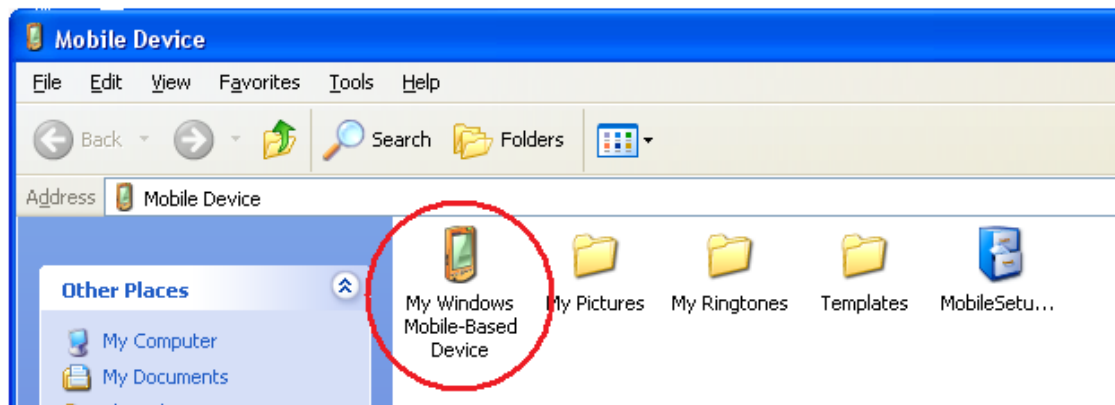 Mobile Device
File Edit View Favorites Tools Help
Back Search Folders
Address Mobile Device
Other Places
My Computer
My Documents
My Windows
Mobile-Based
Device
My Pictures
My Ringtones
Templates
MobileSetu...